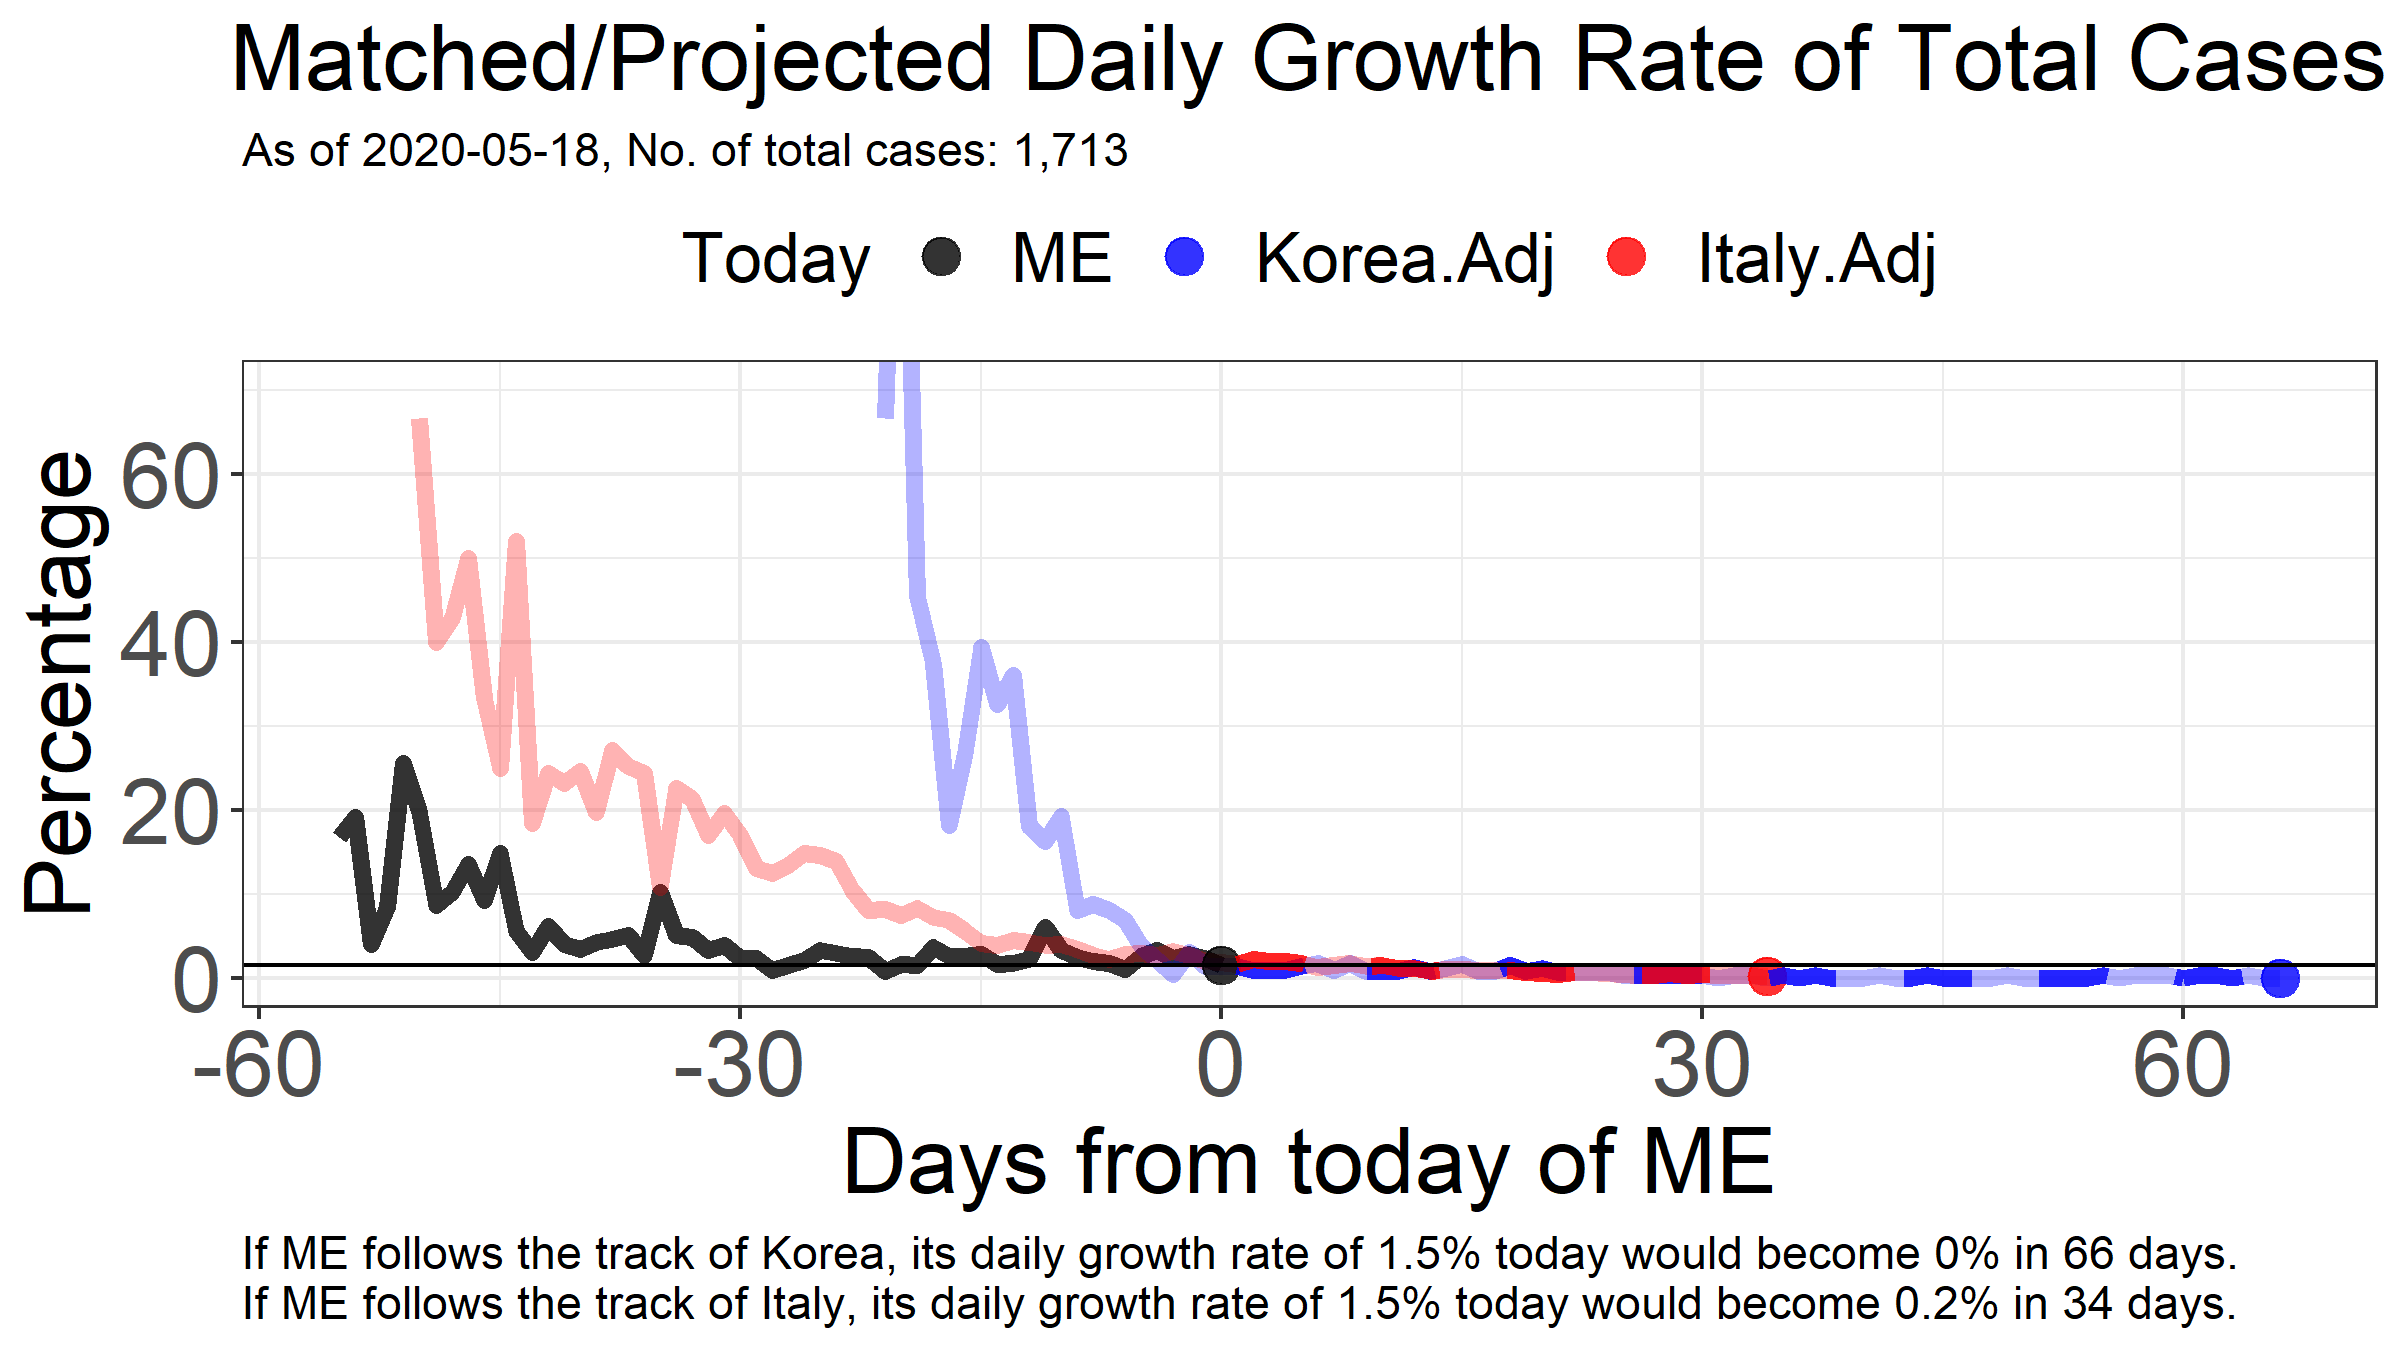 Matched/Projected Daily Growth Rate of Total Cases
As of 2020-05-18, No. of total cases: 1,713
Today ME Korea.Adj Italy.Adj
Percentage
60
40
20
0
-60 -30 0 30 60
Days from today of ME
If ME follows the track of Korea, its daily growth rate of 1.5% today would become 0% in 66 days.
If ME follows the track of Italy, its daily growth rate of 1.5% today would become 0.2% in 34 days.